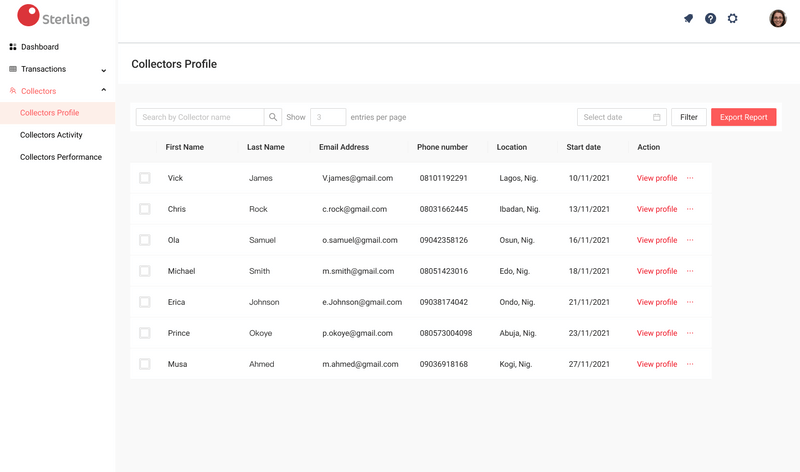 Sterling
Dashboard
Transactions
Collectors
Collectors Profile
Collectors Activity
Collectors Performance
Collectors Profile
Search by Collector name Show 3 entries per page Select date Filter Export Report
First Name Last Name Email Address Phone number Location Start date Action
Vick James V.james@gmail.com 08101192291 Lagos, Nig. 10/11/2021 View profile ...
Chris Rock c.rock@gmail.com 08031662445 Ibadan, Nig. 13/11/2021 View profile ...
Ola Samuel o.samuel@gmail.com 09042358126 Osun, Nig. 16/11/2021 View profile ...
Michael Smith m.smith@gmail.com 08051423016 Edo, Nig. 18/11/2021 View profile ...
Erica Johnson e.Johnson@gmail.com 09038174042 Ondo, Nig. 21/11/2021 View profile ...
Prince Okoye p.okoye@gmail.com 080573004098 Abuja, Nig. 23/11/2021 View profile ...
Musa Ahmed m.ahmed@gmail.com 09036918168 Kogi, Nig. 27/11/2021 View profile ...